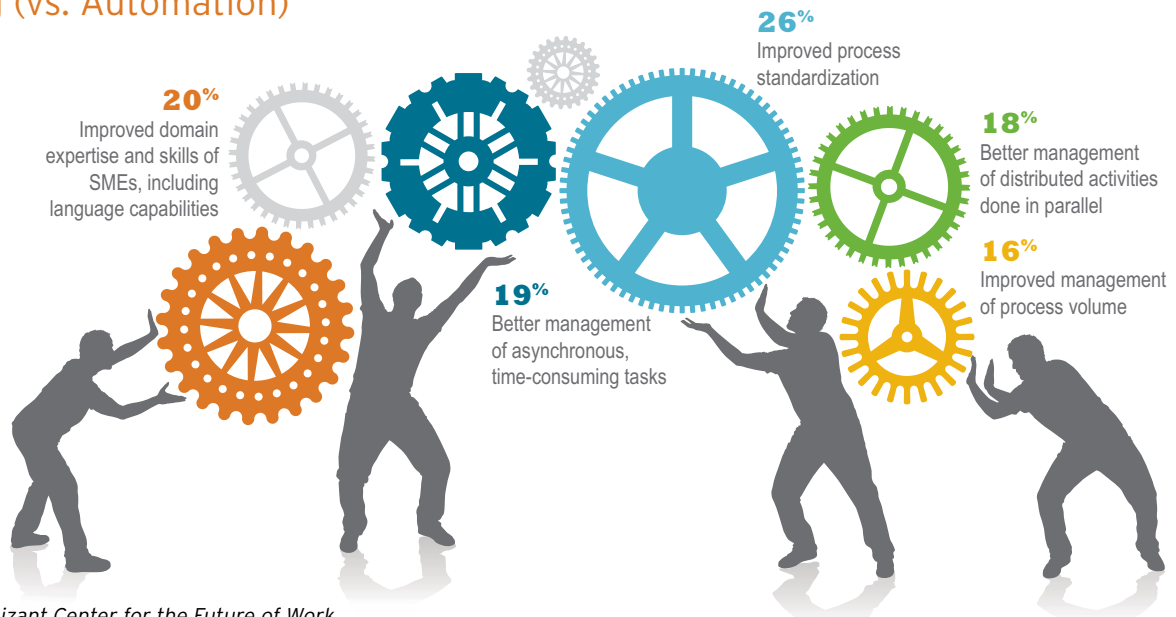 (vs. Automation)
26%
Improved process
standardization
20%
Improved domain
expertise and skills of
SMEs, including
language capabilities
18%
Better management
of distributed activities
done in parallel
16%
Improved management
of process volume
19%
Better management
of asynchronous,
time-consuming tasks
Center for the Future of Work